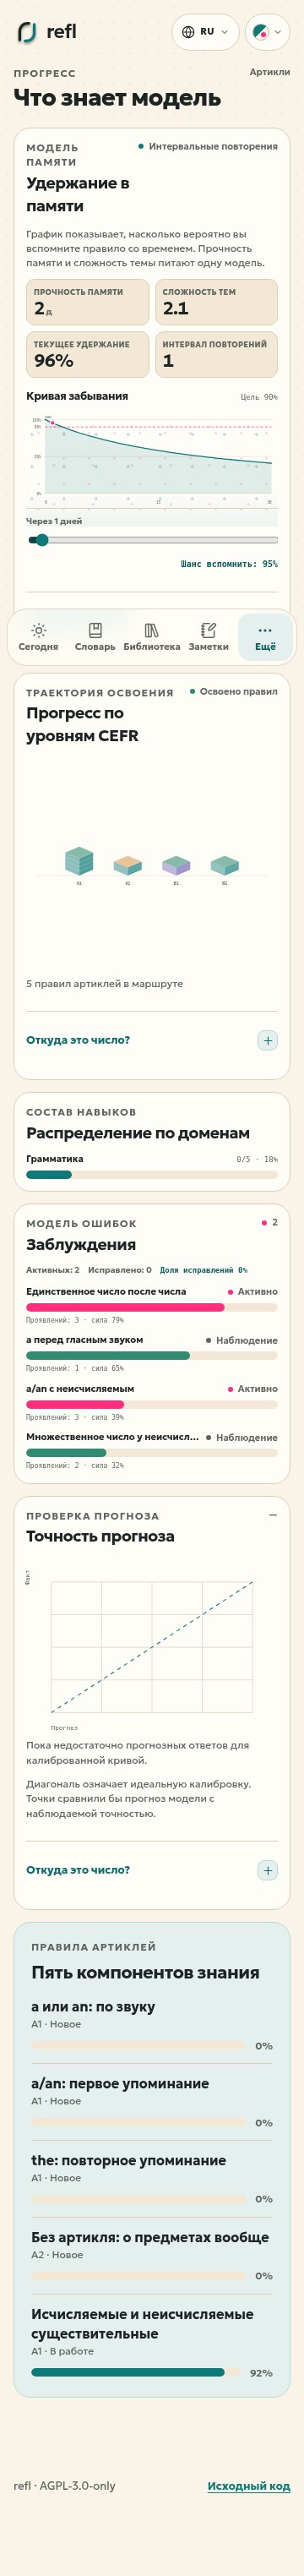 refl
RU
ПРОГРЕСС
Артикли
Что знает модель
МОДЕЛЬ
ПАМЯТИ
Интервальные повторения
Удержание в
памяти
График показывает, насколько вероятно вы
вспомните правило со временем. Прочность
памяти и сложность темы питают одну модель.
ПРОЧНОСТЬ ПАМЯТИ
2 д
СЛОЖНОСТЬ ТЕМ
2.1
ТЕКУЩЕЕ УДЕРЖАНИЕ
96%
ИНТЕРВАЛ ПОВТОРЕНИЙ
1
Кривая забывания
Цель 90%
100%
90%
50%
0%
0
15
30
Через 1 дней
Шанс вспомнить: 95%
Сегодня
Словарь
Библиотека
Заметки
Ещё
ТРАЕКТОРИЯ ОСВОЕНИЯ
Освоено правил
Прогресс по
уровням CEFR
A1
A2
B1
B2
5 правил артиклей в маршруте
Откуда это число?
СОСТАВ НАВЫКОВ
Распределение по доменам
Грамматика
0/5 · 18%
МОДЕЛЬ ОШИБОК
2
Заблуждения
Активных: 2 Исправлено: 0 Доля исправлений 0%
Единственное число после числа
Активно
Проявлений: 3 · сила 79%
a перед гласным звуком
Наблюдение
Проявлений: 1 · сила 65%
a/an с неисчисляемым
Активно
Проявлений: 3 · сила 39%
Множественное число у неисчисл...
Наблюдение
Проявлений: 2 · сила 32%
ПРОВЕРКА ПРОГНОЗА
—
Точность прогноза
Факт
Прогноз
Пока недостаточно прогнозных ответов для
калиброванной кривой.
Диагональ означает идеальную калибровку.
Точки сравнили бы прогноз модели с
наблюдаемой точностью.
Откуда это число?
ПРАВИЛА АРТИКЛЕЙ
Пять компонентов знания
a или an: по звуку
A1 · Новое
0%
a/an: первое упоминание
A1 · Новое
0%
the: повторное упоминание
A1 · Новое
0%
Без артикля: о предметах вообще
A2 · Новое
0%
Исчисляемые и неисчисляемые
существительные
A1 · В работе
92%
refl · AGPL-3.0-only
Исходный код